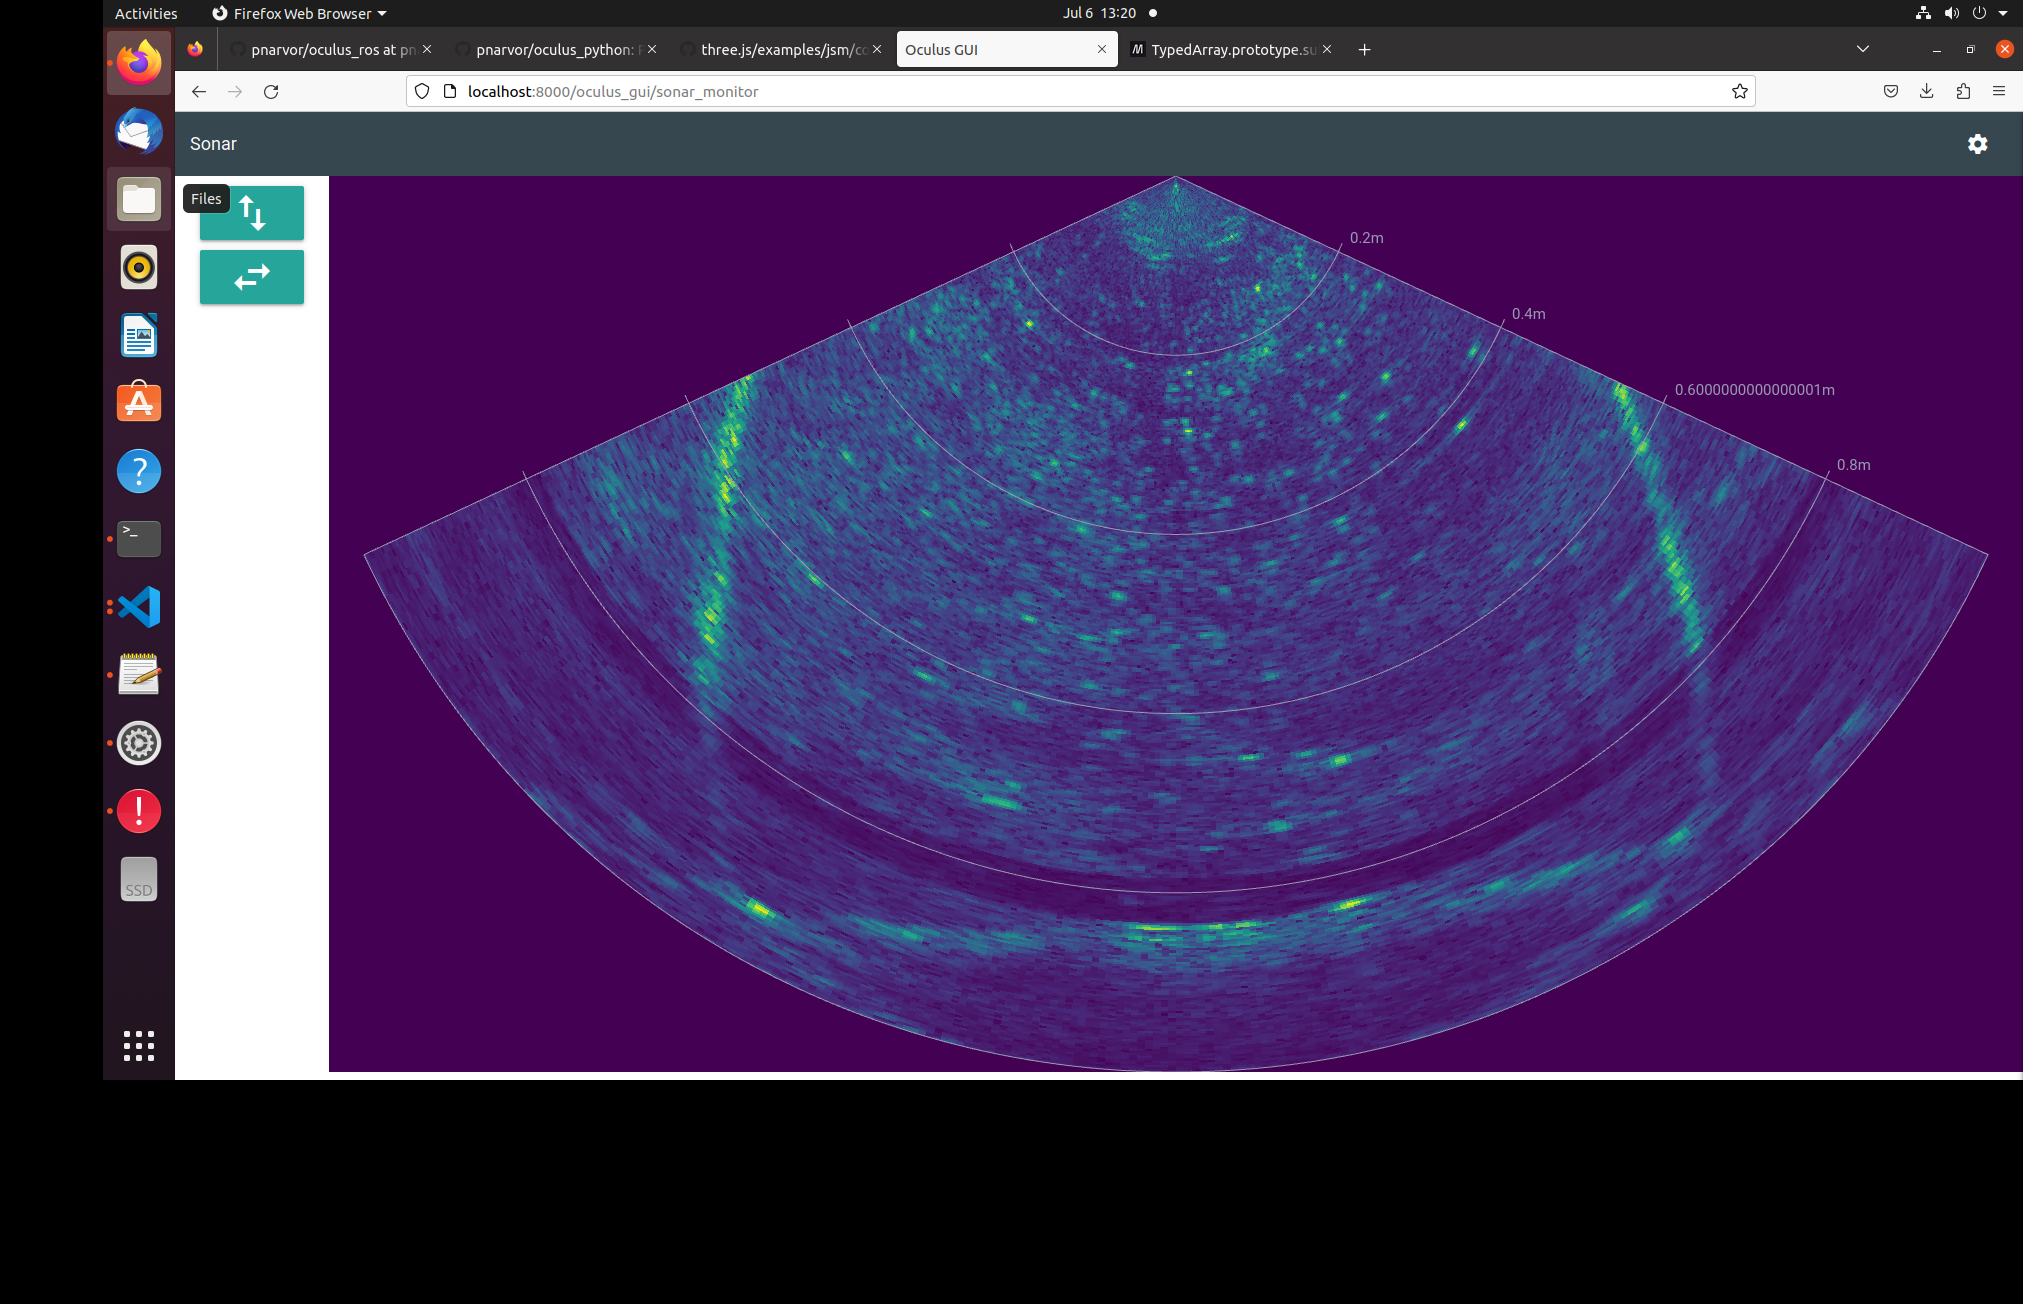 Activities
Firefox Web Browser
Jul 6 13:20
pnarvor/oculus_ros at pn
pnarvor/oculus_python: P
three.js/examples/jsm/co
Oculus GUI
TypedArray.prototype.su
localhost:8000/oculus_gui/sonar_monitor
Sonar
Files
0.2m
0.4m
0.6000000000000001m
0.8m
SSD